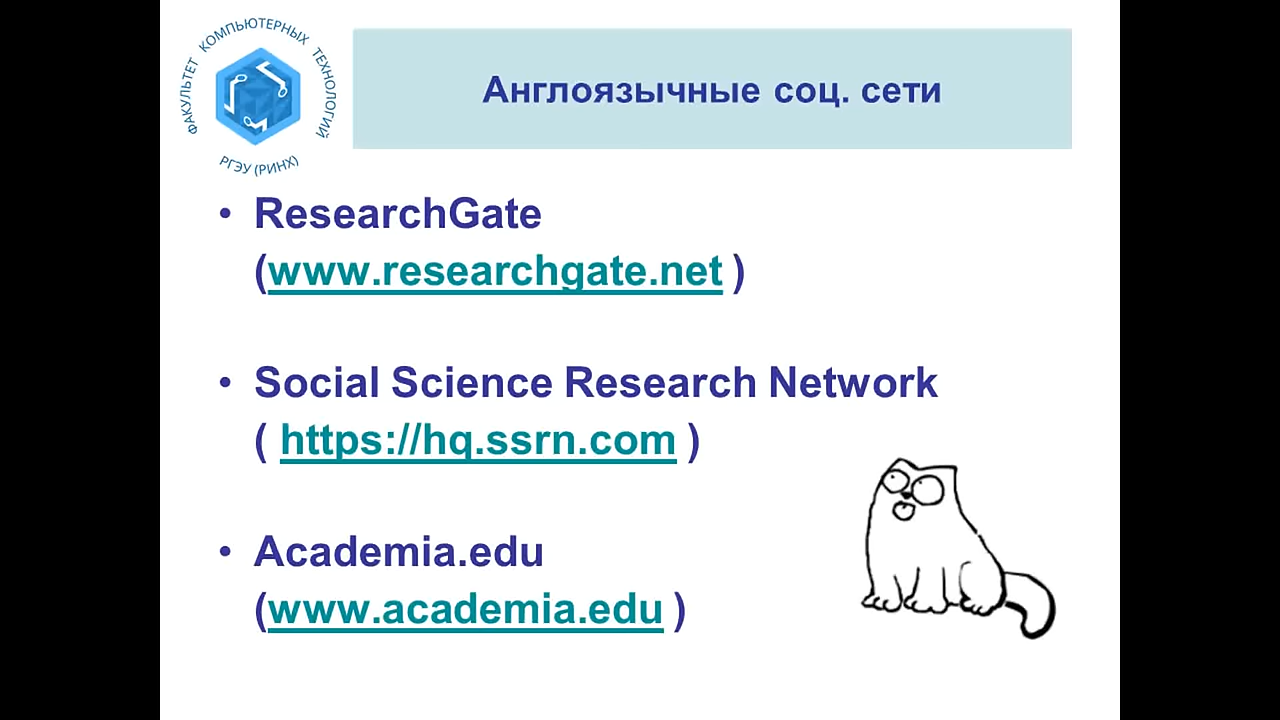 ФАКУЛЬТЕТ КОМПЬЮТЕРНЫХ ТЕХНОЛОГИЙ
РГЭУ (РИНХ)
Англоязычные соц. сети
• ResearchGate
(www.researchgate.net )
• Social Science Research Network
( https://hq.ssrn.com )
• Academia.edu
(www.academia.edu )